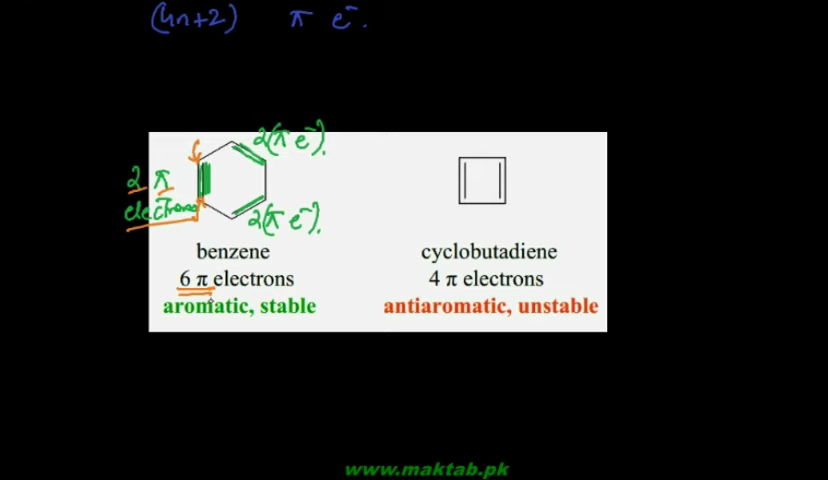 (4n+2) π e⁻.
2(π e⁻).
2 π
electrons
2(π e⁻).
benzene cyclobutadiene
6 π electrons 4 π electrons
aromatic, stable antiaromatic, unstable
www.maktab.pk